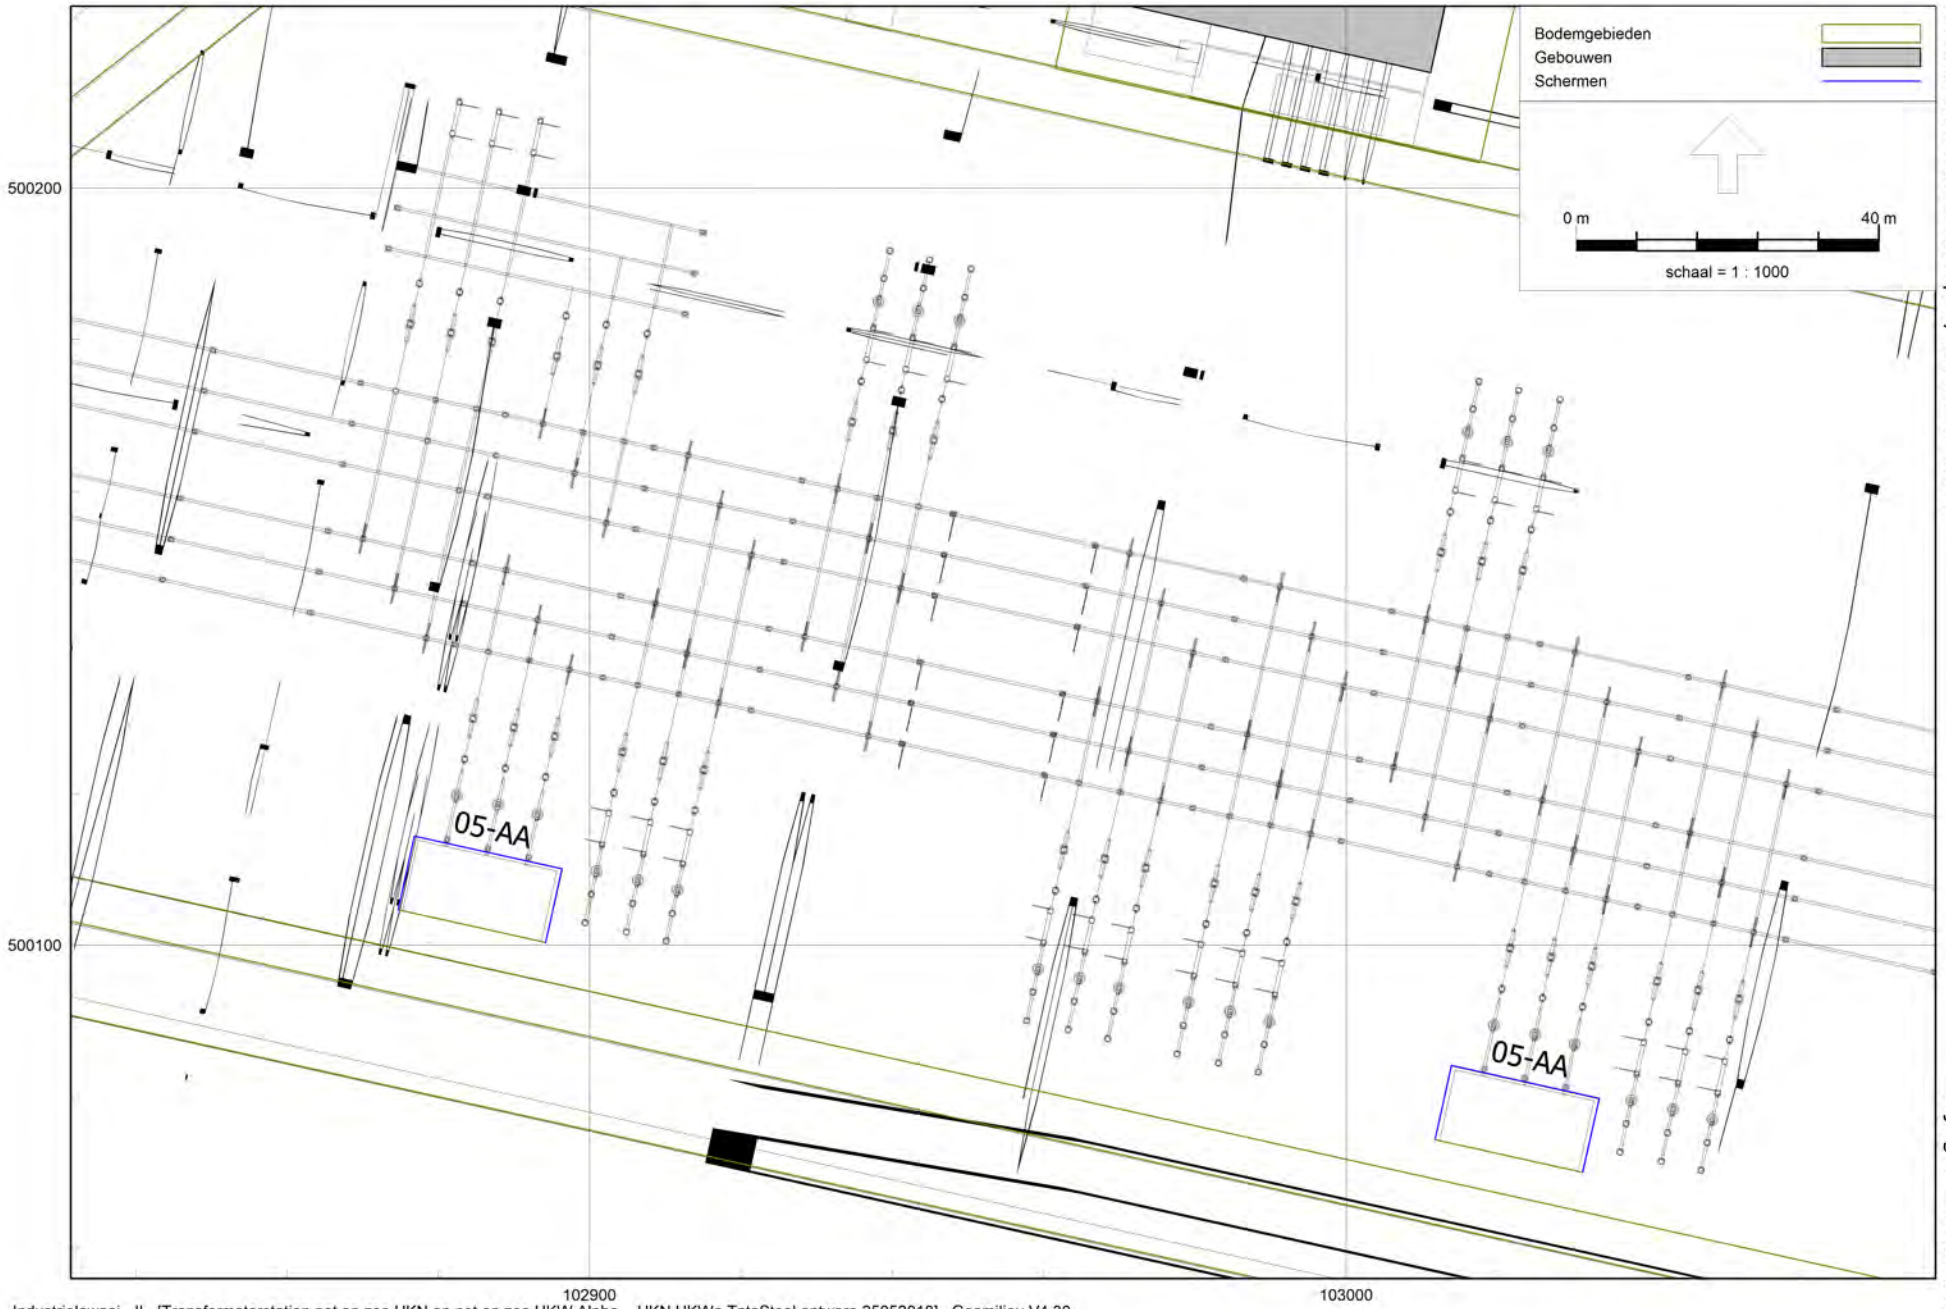 Bodemgebieden
Gebouwen
Schermen
0 m 40 m
schaal = 1 : 1000
500200
05-AA
500100
05-AA
102900
103000